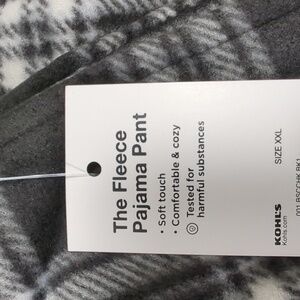 The Fleece
Pajama Pant
• Soft touch
• Comfortable & cozy
Tested for
harmful substances
SIZE XXL
KOHL'S
Kohls.com